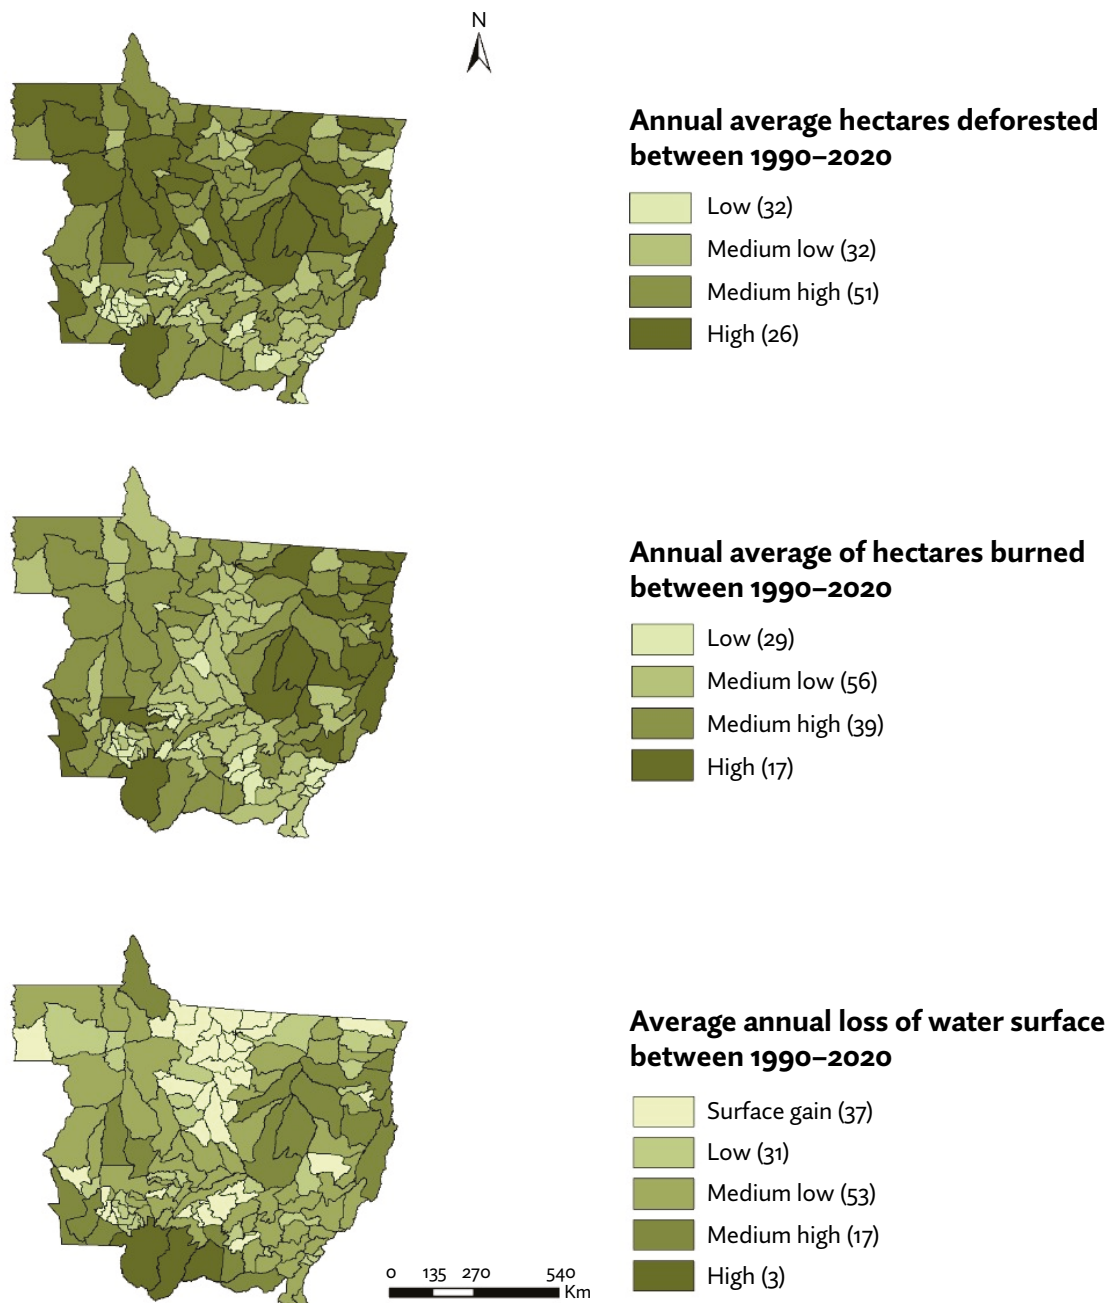 N
Annual average hectares deforested
between 1990–2020
Low (32)
Medium low (32)
Medium high (51)
High (26)
Annual average of hectares burned
between 1990–2020
Low (29)
Medium low (56)
Medium high (39)
High (17)
Average annual loss of water surface
between 1990–2020
Surface gain (37)
Low (31)
Medium low (53)
Medium high (17)
High (3)
0 135 270 540
Km